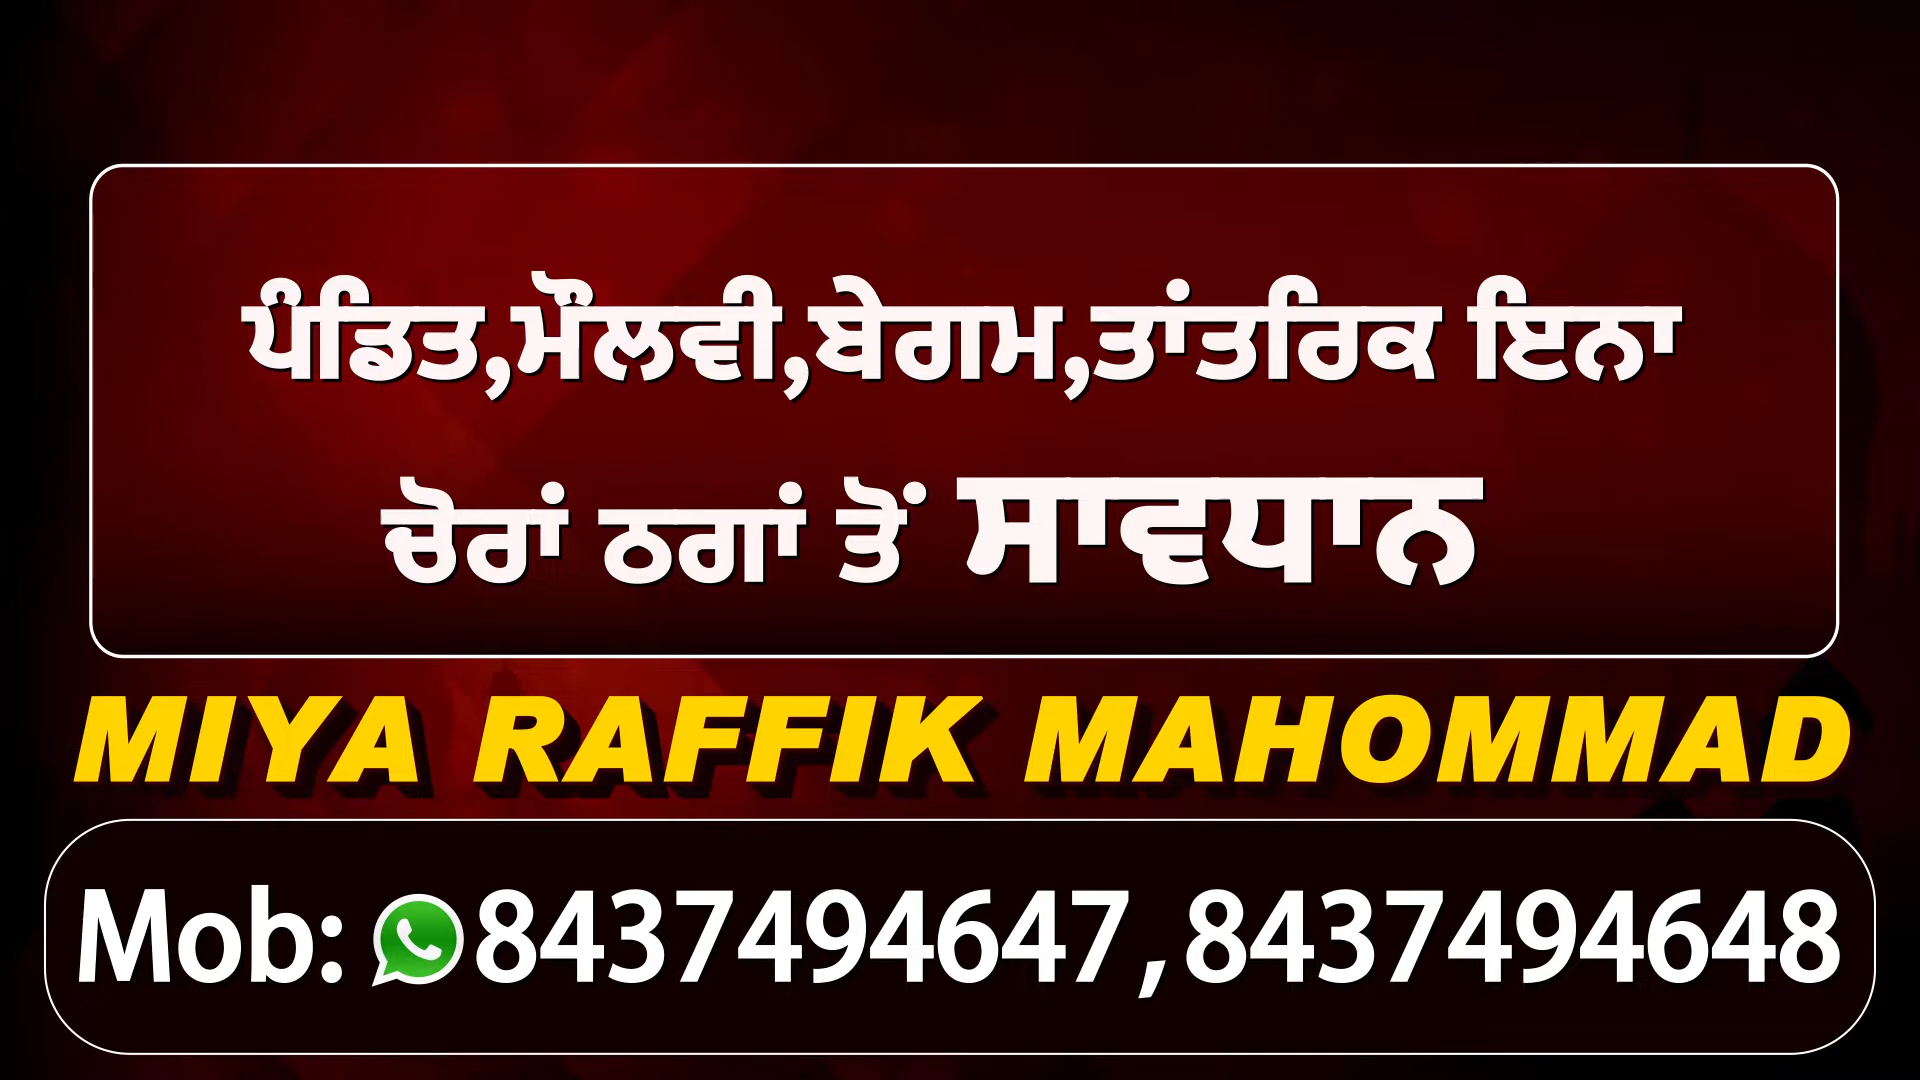 ਪੰਡਿਤ,ਮੌਲਵੀ,ਬੇਗਮ,ਤਾਂਤਰਿਕ ਇਨਾ
ਚੋਰਾਂ ਠਗਾਂ ਤੋਂ ਸਾਵਧਾਨ
MIYA RAFFIK MAHOMMAD
Mob: 8437494647, 8437494648